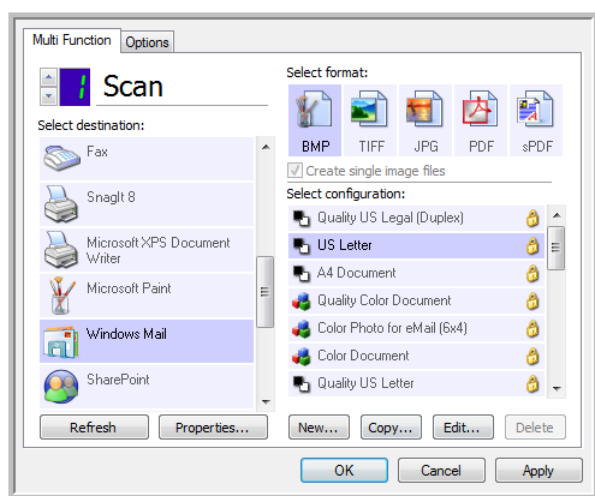 Multi Function
Options
1 Scan
Select destination:
Fax
SnagIt 8
Microsoft XPS Document
Writer
Microsoft Paint
Windows Mail
SharePoint
Refresh
Properties...
Select format:
BMP
TIFF
JPG
PDF
sPDF
Create single image files
Select configuration:
Quality US Legal (Duplex)
US Letter
A4 Document
Quality Color Document
Color Photo for eMail (6x4)
Color Document
Quality US Letter
New...
Copy...
Edit...
Delete
OK
Cancel
Apply